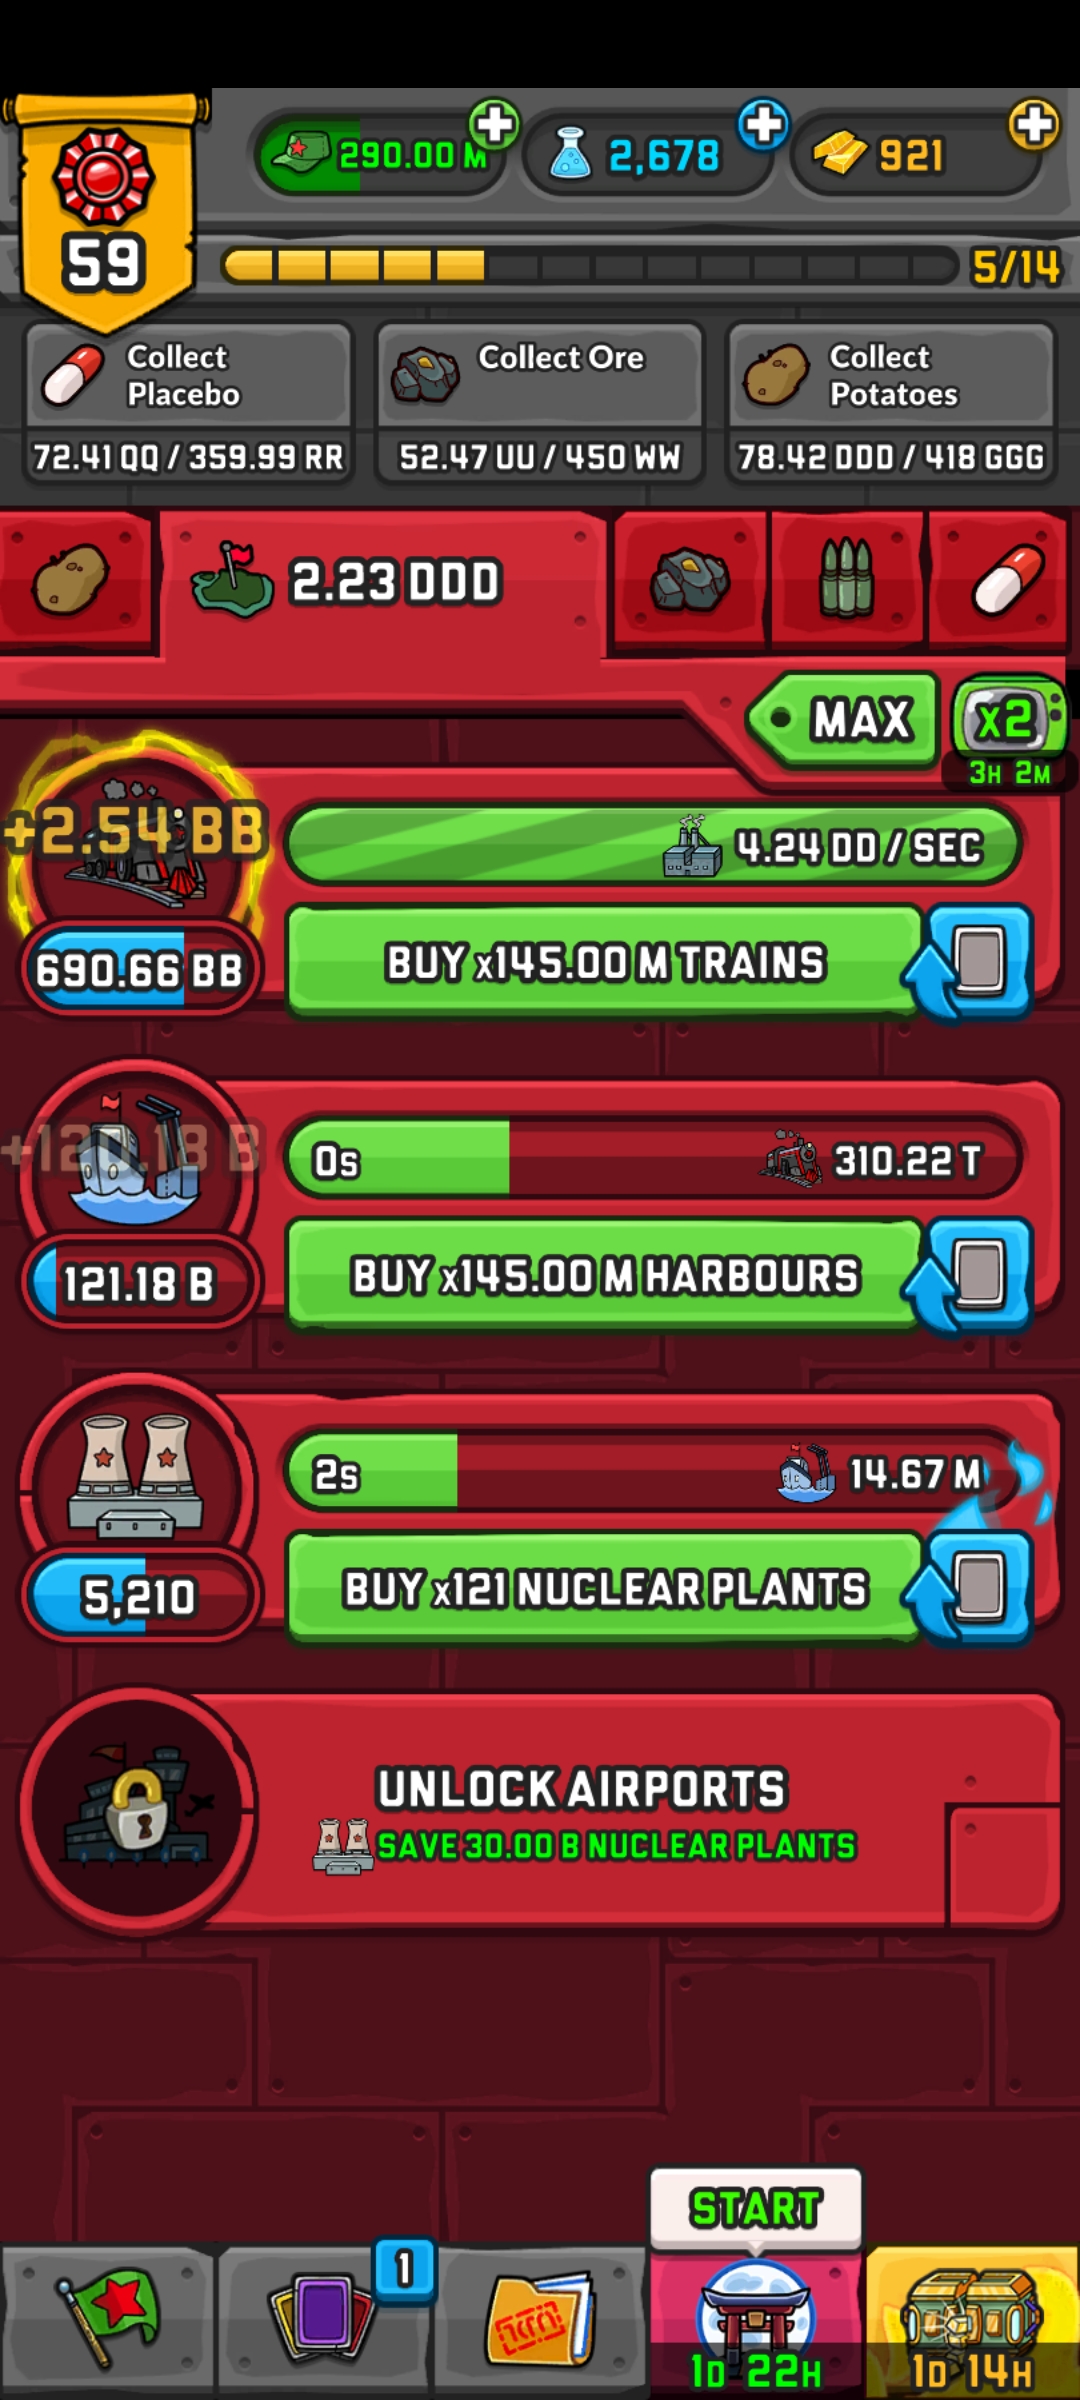 59
290.00 M
2,678
921
5/14
Collect Placebo
72.41 QQ / 359.99 RR
Collect Ore
52.47 UU / 450 WW
Collect Potatoes
78.42 DDD / 418 GGG
2.23 DDD
MAX
x2
3H 2M
+2.54 BB
4.24 DD / SEC
690.66 BB
BUY x145.00 M TRAINS
+120.18 B
0s
310.22 T
121.18 B
BUY x145.00 M HARBOURS
2s
14.67 M
5,210
BUY x121 NUCLEAR PLANTS
UNLOCK AIRPORTS
SAVE 30.00 B NUCLEAR PLANTS
START
1
1D 22H
1D 14H